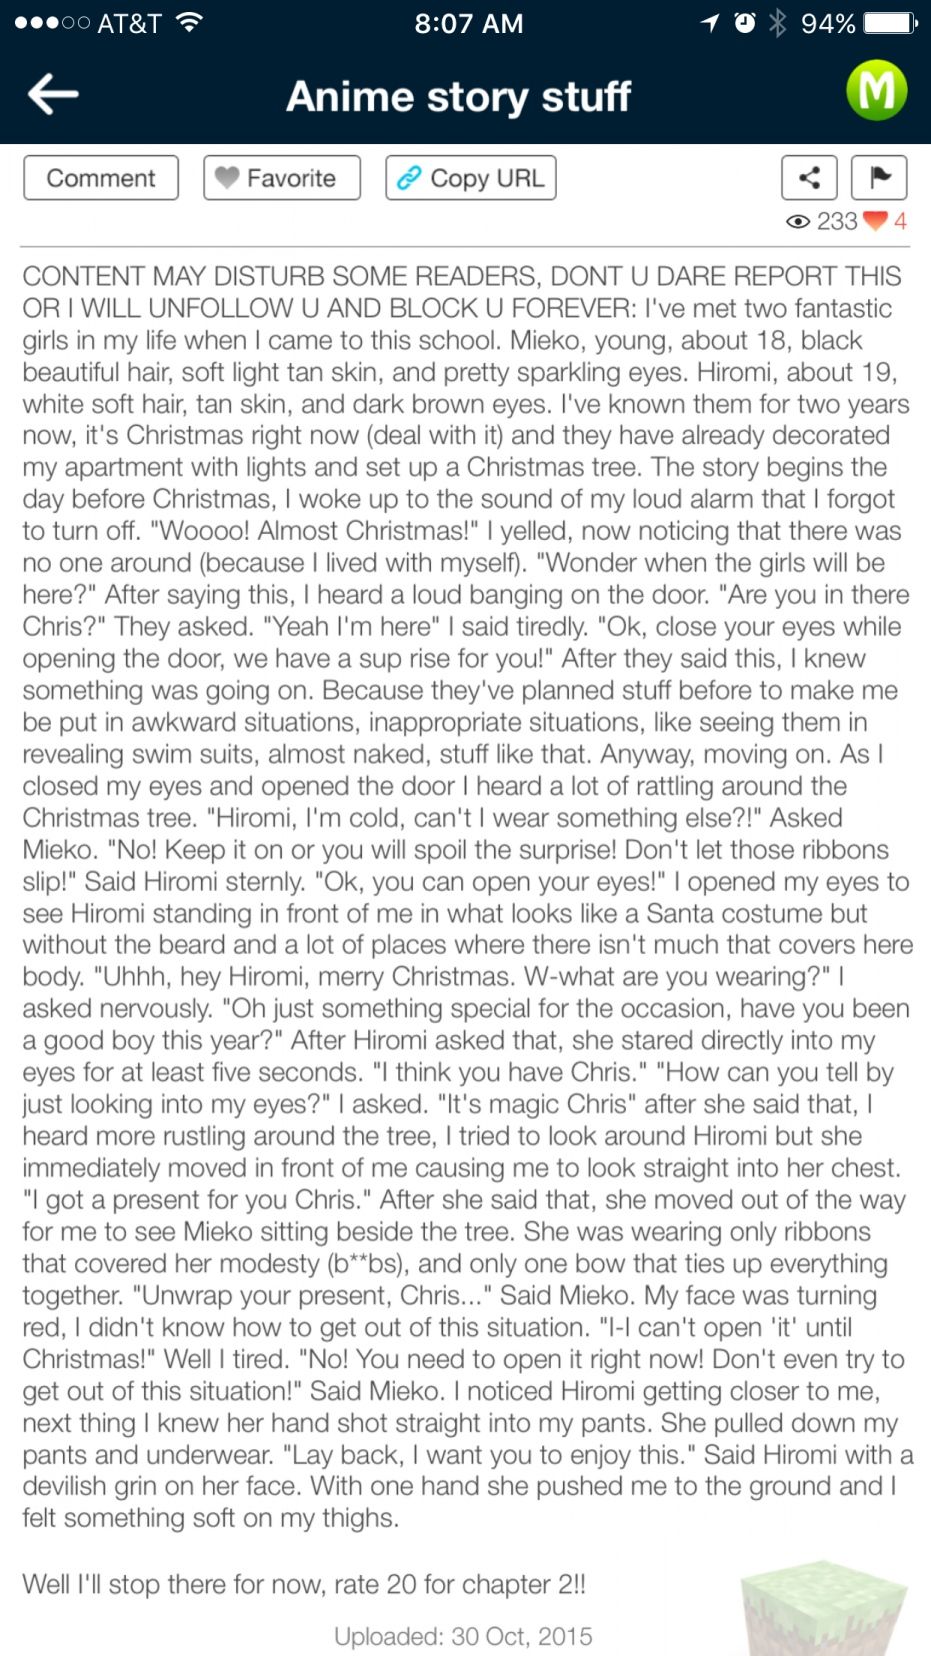 AT&T 8:07 AM 94%
Anime story stuff
M
Comment Favorite Copy URL
233 4
CONTENT MAY DISTURB SOME READERS, DONT U DARE REPORT THIS
OR I WILL UNFOLLOW U AND BLOCK U FOREVER: I've met two fantastic
girls in my life when I came to this school. Mieko, young, about 18, black
beautiful hair, soft light tan skin, and pretty sparkling eyes. Hiromi, about 19,
white soft hair, tan skin, and dark brown eyes. I've known them for two years
now, it's Christmas right now (deal with it) and they have already decorated
my apartment with lights and set up a Christmas tree. The story begins the
day before Christmas, I woke up to the sound of my loud alarm that I forgot
to turn off. "Woooo! Almost Christmas!" I yelled, now noticing that there was
no one around (because I lived with myself). "Wonder when the girls will be
here?" After saying this, I heard a loud banging on the door. "Are you in there
Chris?" They asked. "Yeah I'm here" I said tiredly. "Ok, close your eyes while
opening the door, we have a sup rise for you!" After they said this, I knew
something was going on. Because they've planned stuff before to make me
be put in awkward situations, inappropriate situations, like seeing them in
revealing swim suits, almost naked, stuff like that. Anyway, moving on. As I
closed my eyes and opened the door I heard a lot of rattling around the
Christmas tree. "Hiromi, I'm cold, can't I wear something else?!" Asked
Mieko. "No! Keep it on or you will spoil the surprise! Don't let those ribbons
slip!" Said Hiromi sternly. "Ok, you can open your eyes!" I opened my eyes to
see Hiromi standing in front of me in what looks like a Santa costume but
without the beard and a lot of places where there isn't much that covers here
body. "Uhhh, hey Hiromi, merry Christmas. W-what are you wearing?" I
asked nervously. "Oh just something special for the occasion, have you been
a good boy this year?" After Hiromi asked that, she stared directly into my
eyes for at least five seconds. "I think you have Chris." "How can you tell by
just looking into my eyes?" I asked. "It's magic Chris" after she said that, I
heard more rustling around the tree, I tried to look around Hiromi but she
immediately moved in front of me causing me to look straight into her chest.
"I got a present for you Chris." After she said that, she moved out of the way
for me to see Mieko sitting beside the tree. She was wearing only ribbons
that covered her modesty (b**bs), and only one bow that ties up everything
together. "Unwrap your present, Chris..." Said Mieko. My face was turning
red, I didn't know how to get out of this situation. "I-I can't open 'it' until
Christmas!" Well I tired. "No! You need to open it right now! Don't even try to
get out of this situation!" Said Mieko. I noticed Hiromi getting closer to me,
next thing I knew her hand shot straight into my pants. She pulled down my
pants and underwear. "Lay back, I want you to enjoy this." Said Hiromi with a
devilish grin on her face. With one hand she pushed me to the ground and I
felt something soft on my thighs.
Well I'll stop there for now, rate 20 for chapter 2!!
Uploaded: 30 Oct, 2015